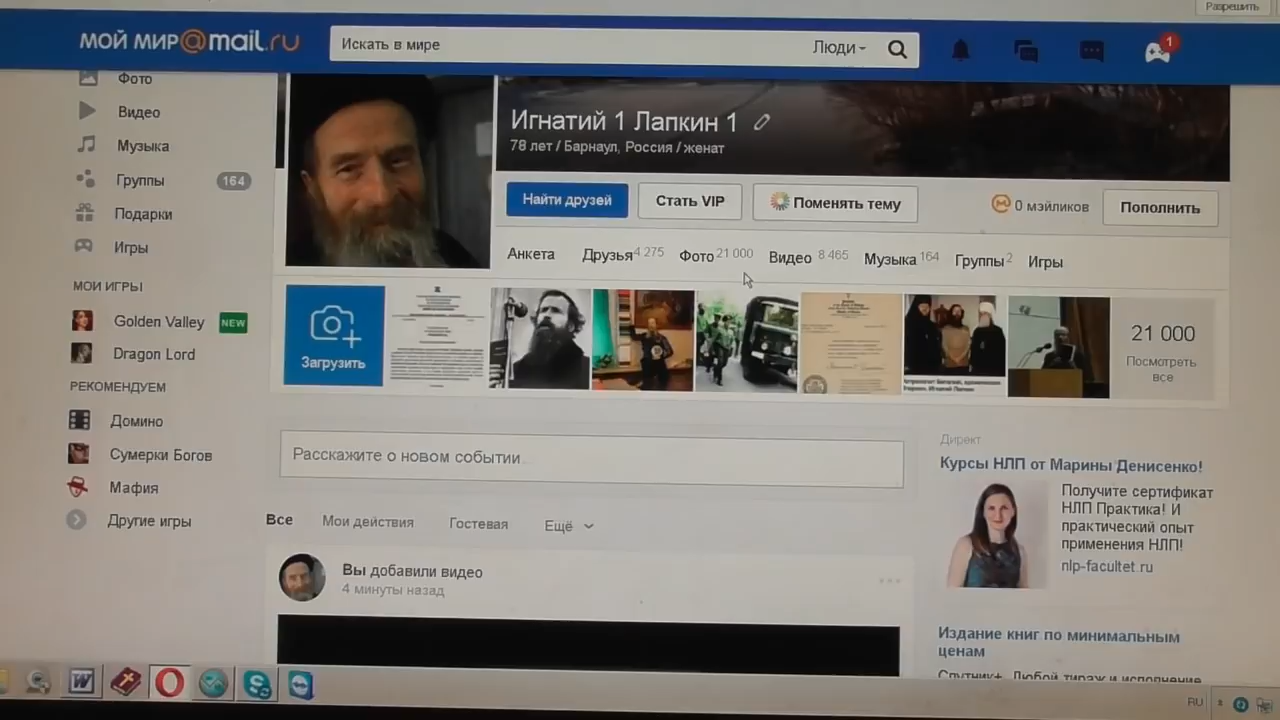 Разрешить
МОЙ МИР@mail.ru
Искать в мире
Люди
1
Фото
Видео
Музыка
Группы 164
Подарки
Игры
МОИ ИГРЫ
Golden Valley NEW
Dragon Lord
РЕКОМЕНДУЕМ
Домино
Сумерки Богов
Мафия
Другие игры
Игнатий 1 Лапкин 1
78 лет / Барнаул, Россия / женат
Найти друзей
Стать VIP
Поменять тему
0 мэйликов
Пополнить
Анкета Друзья 4 275 Фото 21 000 Видео 8 465 Музыка 164 Группы 2 Игры
Загрузить
21 000
Посмотреть
все
Расскажите о новом событии
Все Мои действия Гостевая Ещё
Вы добавили видео
4 минуты назад
Директ
Курсы НЛП от Марины Денисенко!
Получите сертификат
НЛП Практика! И
практический опыт
применения НЛП!
nlp-facultet.ru
Издание книг по минимальным
ценам
Спутник+. Любой тираж и исполнение
RU